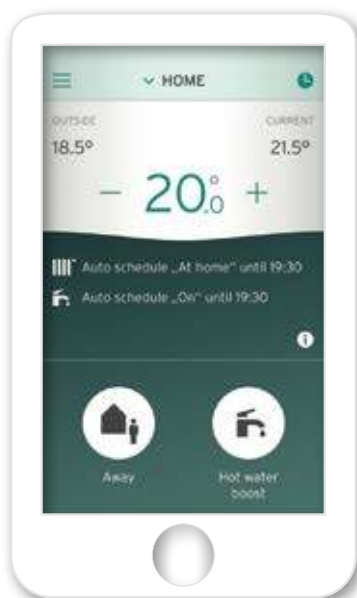 HOME
OUTSIDE CURRENT
18.5° 21.5°
− 20.0° +
Auto schedule „At home“ until 19:30
Auto schedule „On“ until 19:30
i
Away Hot water
boost